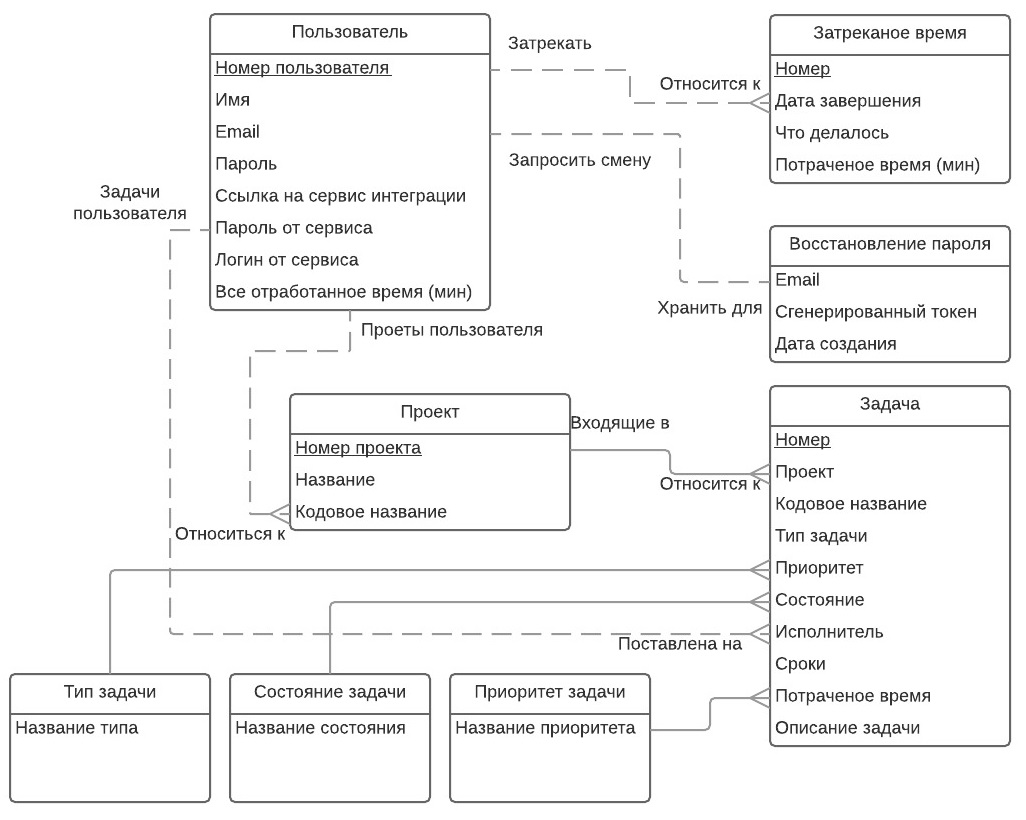 Пользователь
Номер пользователя
Имя
Email
Пароль
Ссылка на сервис интеграции
Пароль от сервиса
Логин от сервиса
Все отработанное время (мин)
Затрекать
Относится к
Затреканое время
Номер
Дата завершения
Что делалось
Потраченое время (мин)
Запросить смену
Хранить для
Восстановление пароля
Email
Сгенерированный токен
Дата создания
Задачи
пользователя
Проеты пользователя
Относиться к
Проект
Номер проекта
Название
Кодовое название
Входящие в
Относится к
Задача
Номер
Проект
Кодовое название
Тип задачи
Приоритет
Состояние
Исполнитель
Сроки
Потраченое время
Описание задачи
Поставлена на
Тип задачи
Название типа
Состояние задачи
Название состояния
Приоритет задачи
Название приоритета